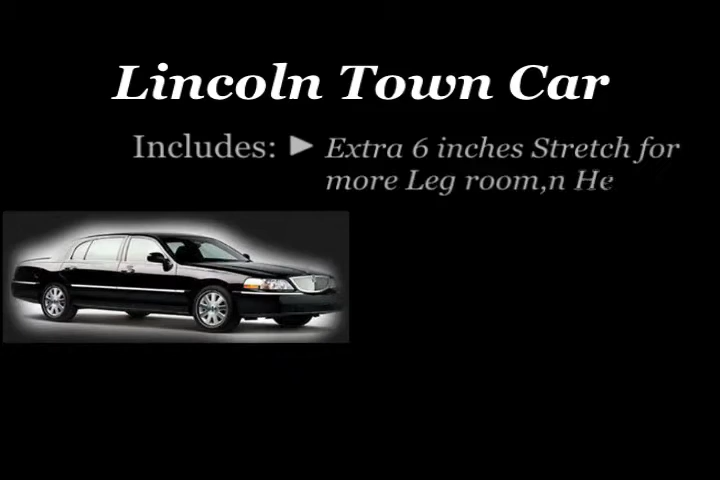 Lincoln Town Car
Includes: ▶ Extra 6 inches Stretch for
more Leg room,n He